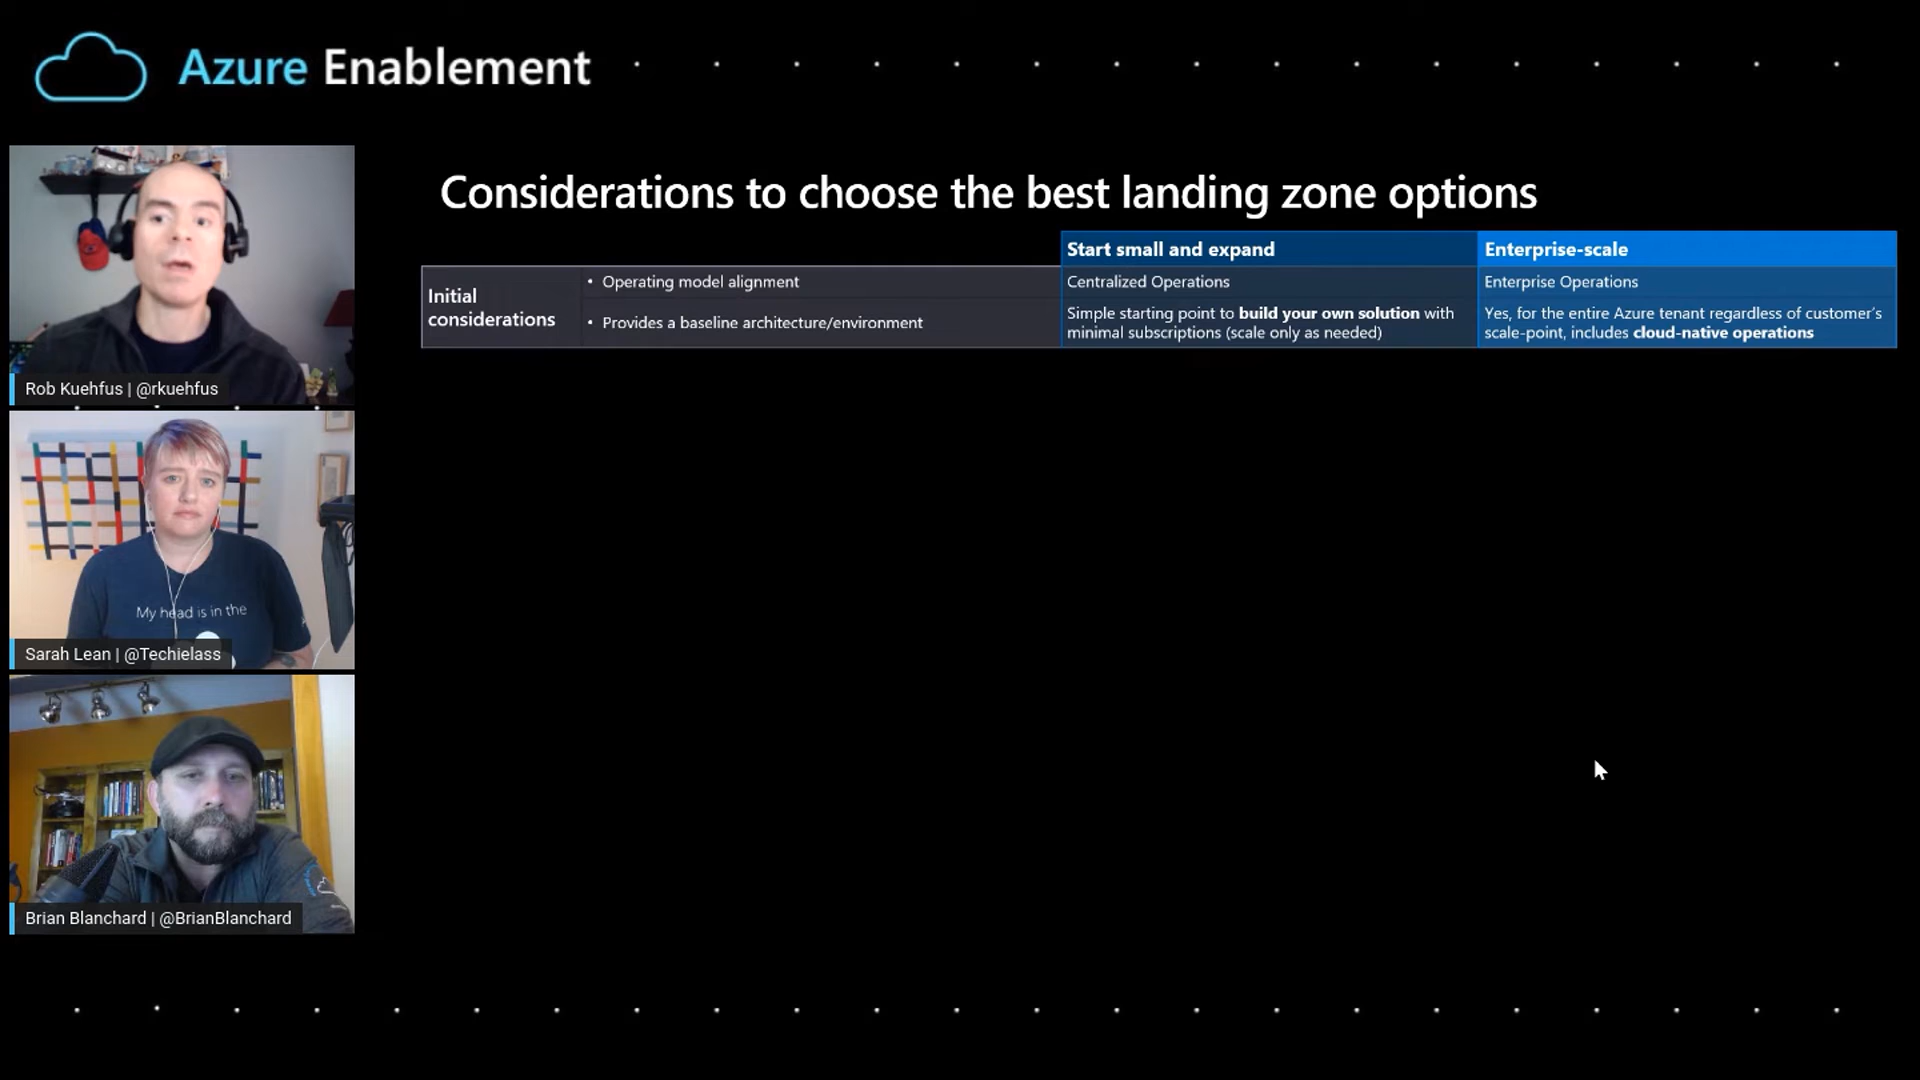 Azure Enablement
Considerations to choose the best landing zone options
Start small and expand
Enterprise-scale
Initial
considerations
• Operating model alignment
Centralized Operations
Enterprise Operations
• Provides a baseline architecture/environment
Simple starting point to build your own solution with
minimal subscriptions (scale only as needed)
Yes, for the entire Azure tenant regardless of customer's
scale-point, includes cloud-native operations
Rob Kuehfus | @rkuehfus
My head is in the
Sarah Lean | @Techielass
Brian Blanchard | @BrianBlanchard